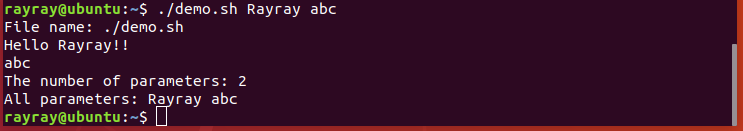 rayray@ubuntu:~$ ./demo.sh Rayray abc
File name: ./demo.sh
Hello Rayray!!
abc
The number of parameters: 2
All parameters: Rayray abc
rayray@ubuntu:~$